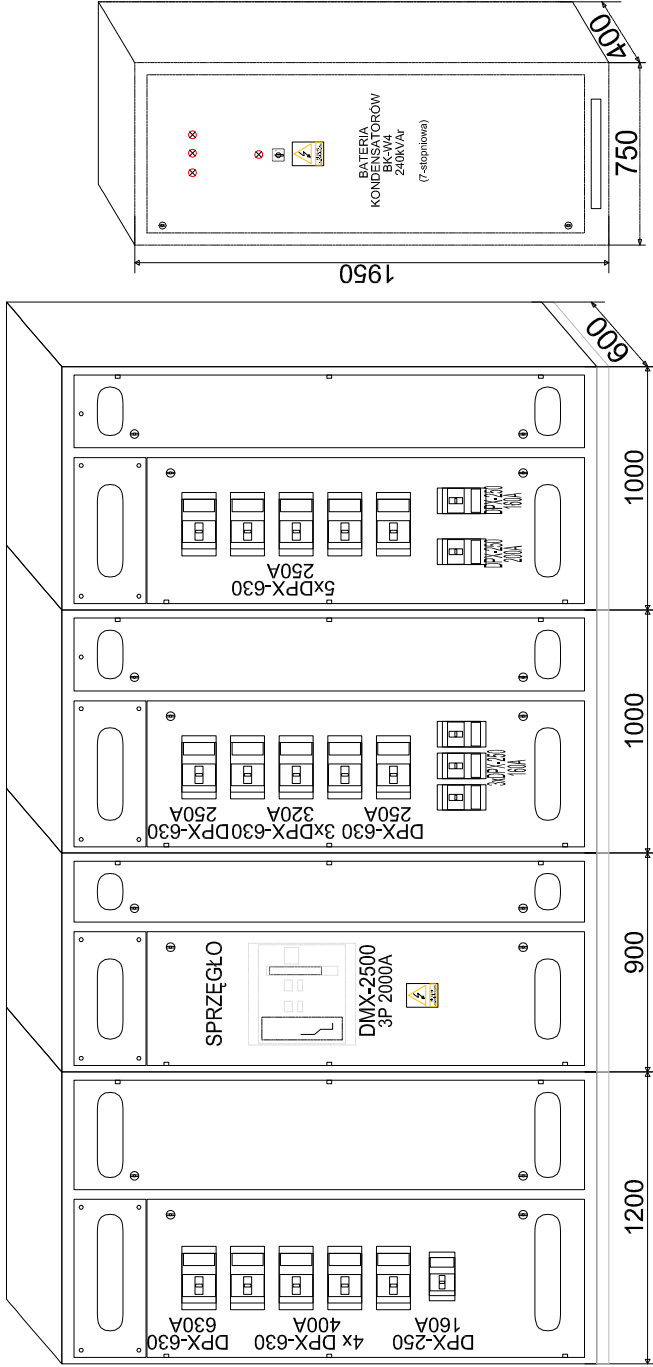 DPX-630
630A
4x DPX-630
400A
DPX-250
160A
1200
SPRZĘGŁO
DMX-2500
3P 2000A
900
DPX-630
250A
3xDPX-630
320A
DPX-630
250A
3xDPX-250
160A
1000
5xDPX-630
250A
DPX-250
200A
DPX-250
160A
1000
600
1950
BATERIA
KONDENSATORÓW
BK-W4
240kVAr
(7-stopniowa)
750
400